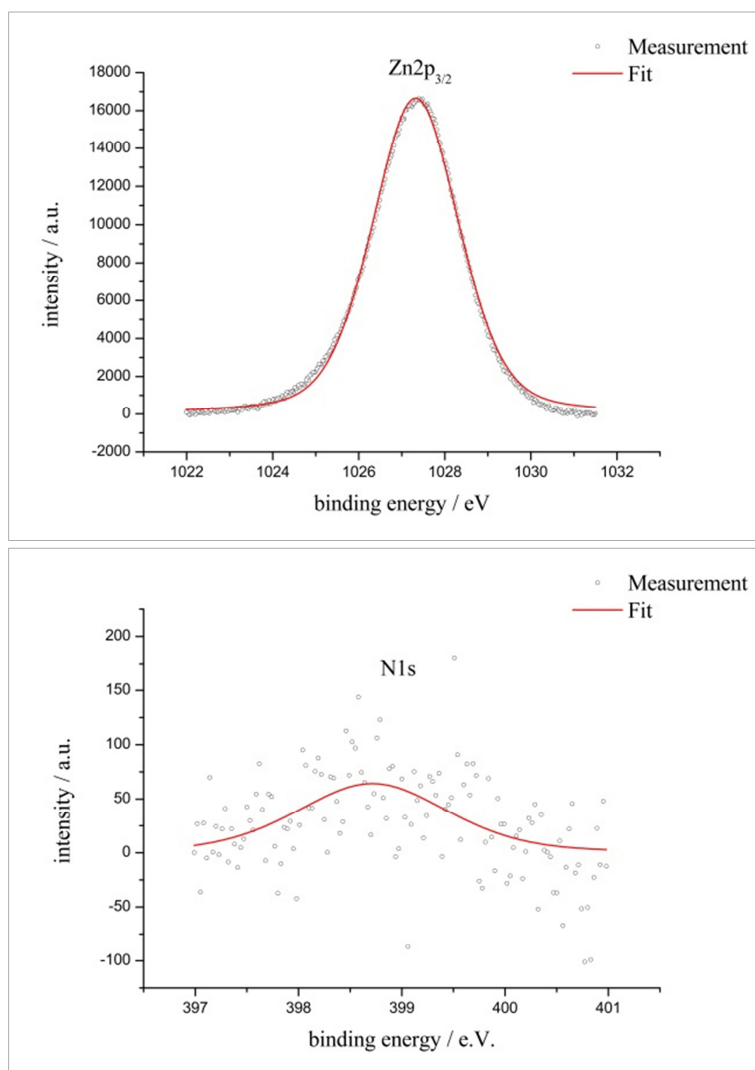 Measurement
Fit
Zn2p3/2
18000
16000
14000
12000
10000
8000
6000
4000
2000
0
-2000
intensity / a.u.
1022 1024 1026 1028 1030 1032
binding energy / eV
Measurement
Fit
N1s
200
150
100
50
0
-50
-100
intensity / a.u.
397 398 399 400 401
binding energy / e.V.